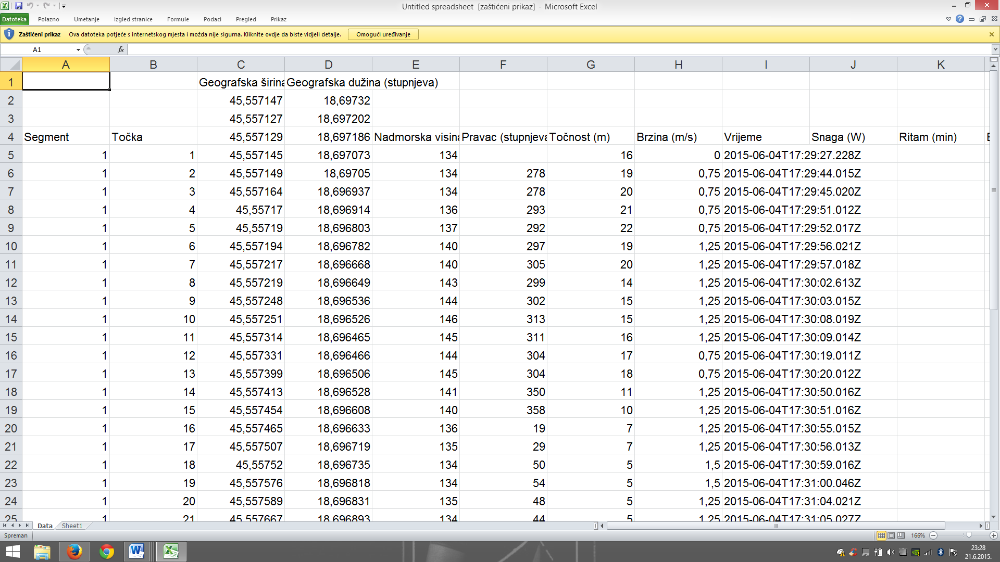 Untitled spreadsheet [zaštićeni prikaz] - Microsoft Excel
Datoteka Polazno Umetanje Izgled stranice Formule Podaci Pregled Prikaz
Zaštićeni prikaz Ova datoteka potječe s internetskog mjesta i možda nije sigurna. Kliknite ovdje da biste vidjeli detalje. Omogući uređivanje
A1 fx
A B C D E F G H I J K
1 Geografska širina Geografska dužina (stupnjeva)
2 45,557147 18,69732
3 45,557127 18,697202
4 Segment Točka 45,557129 18,697186 Nadmorska visina Pravac (stupnjeva Točnost (m) Brzina (m/s) Vrijeme Snaga (W) Ritam (min)
5 1 1 45,557145 18,697073 134 16 0 2015-06-04T17:29:27.228Z
6 1 2 45,557149 18,69705 134 278 19 0,75 2015-06-04T17:29:44.015Z
7 1 3 45,557164 18,696937 134 278 20 0,75 2015-06-04T17:29:45.020Z
8 1 4 45,55717 18,696914 136 293 21 0,75 2015-06-04T17:29:51.012Z
9 1 5 45,55719 18,696803 137 292 22 0,75 2015-06-04T17:29:52.017Z
10 1 6 45,557194 18,696782 140 297 19 1,25 2015-06-04T17:29:56.021Z
11 1 7 45,557217 18,696668 140 305 20 1,25 2015-06-04T17:29:57.018Z
12 1 8 45,557219 18,696649 143 299 14 1,25 2015-06-04T17:30:02.613Z
13 1 9 45,557248 18,696536 144 302 15 1,25 2015-06-04T17:30:03.015Z
14 1 10 45,557251 18,696526 146 313 15 1,25 2015-06-04T17:30:08.019Z
15 1 11 45,557314 18,696465 145 311 16 1,25 2015-06-04T17:30:09.014Z
16 1 12 45,557331 18,696466 144 304 17 0,75 2015-06-04T17:30:19.011Z
17 1 13 45,557399 18,696506 145 304 18 0,75 2015-06-04T17:30:20.012Z
18 1 14 45,557413 18,696528 141 350 11 1,25 2015-06-04T17:30:50.016Z
19 1 15 45,557454 18,696608 140 358 10 1,25 2015-06-04T17:30:51.016Z
20 1 16 45,557465 18,696633 136 19 7 1,25 2015-06-04T17:30:55.015Z
21 1 17 45,557507 18,696719 135 29 7 1,25 2015-06-04T17:30:56.013Z
22 1 18 45,55752 18,696735 134 50 5 1,5 2015-06-04T17:30:59.016Z
23 1 19 45,557576 18,696818 134 54 5 1,5 2015-06-04T17:31:00.046Z
24 1 20 45,557589 18,696831 135 48 5 1,25 2015-06-04T17:31:04.021Z
25 1 21 45,557667 18,696893 134 44 5 1,25 2015-06-04T17:31:05.027Z
Data Sheet1
Spreman 166%
23:28
21.6.2015.